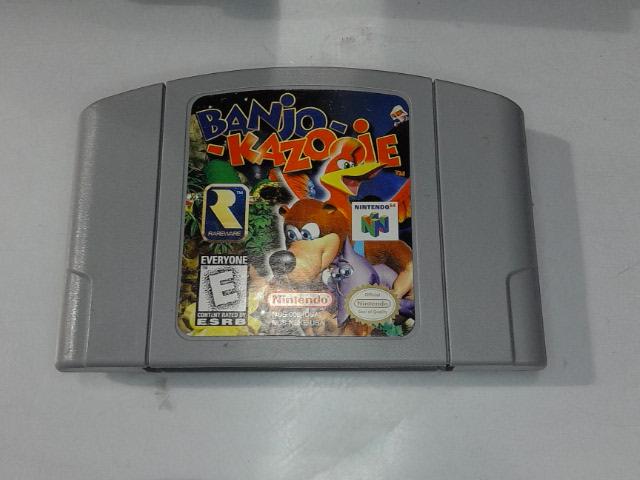 BANJO-
-KAZOOIE
TM
RAREWARE
NINTENDO 64
N
EVERYONE
E
CONTENT RATED BY
ESRB
Nintendo
Official
Nintendo
Seal of Quality